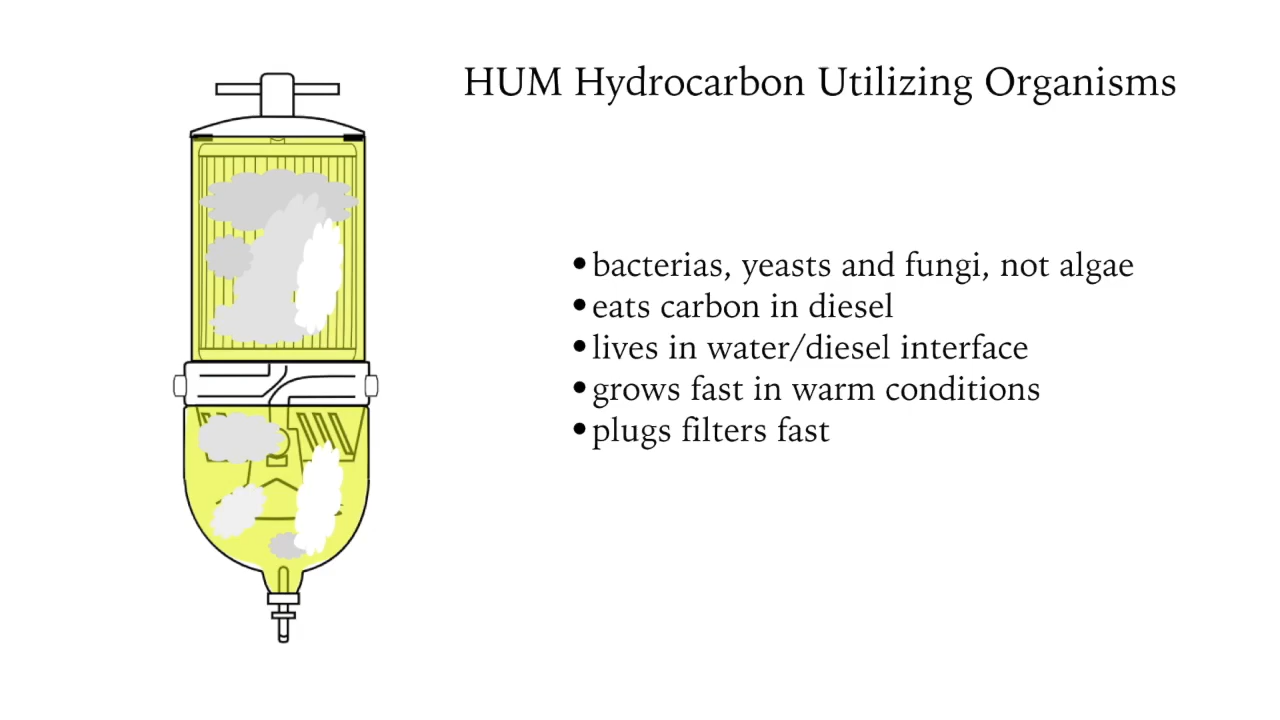 HUM Hydrocarbon Utilizing Organisms
•bacterias, yeasts and fungi, not algae
•eats carbon in diesel
•lives in water/diesel interface
•grows fast in warm conditions
•plugs filters fast